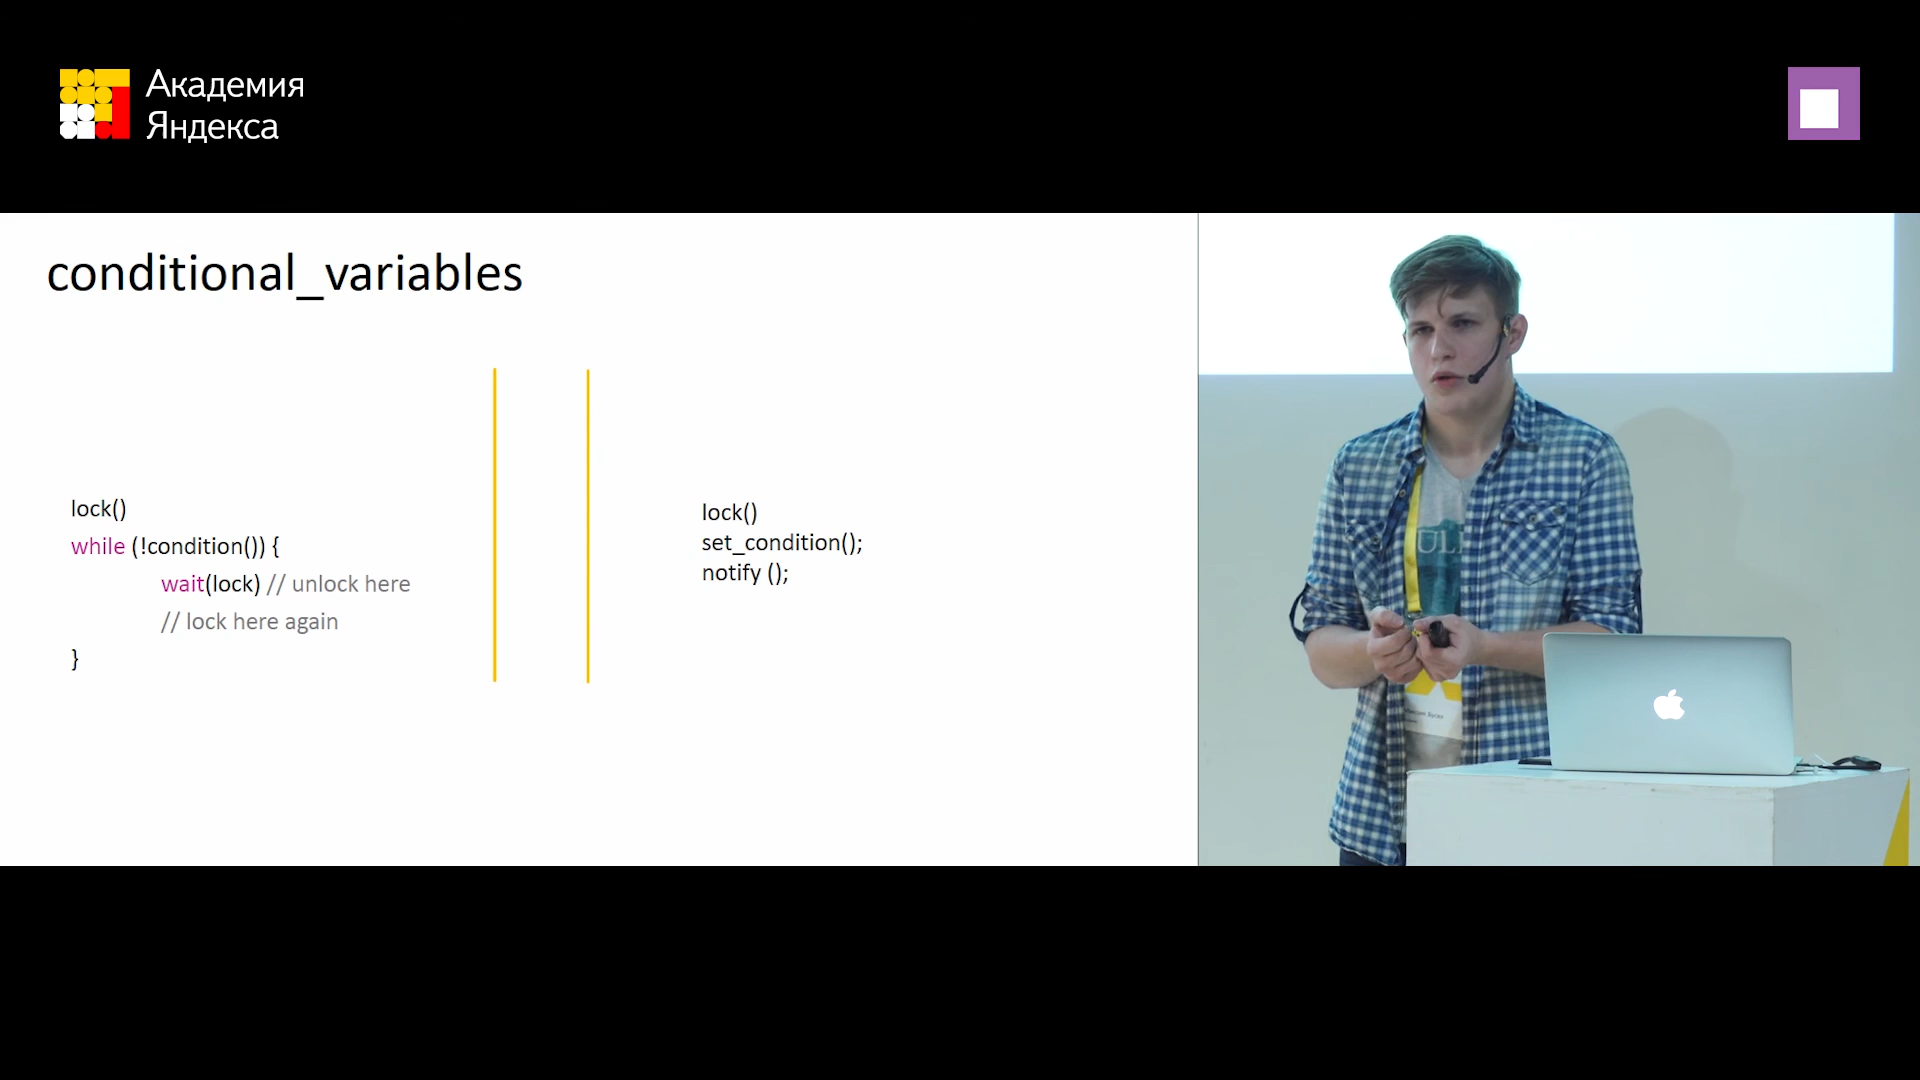 Академия
Яндекса
conditional_variables
lock()
while (!condition()) {
wait(lock) // unlock here
// lock here again
}
lock()
set_condition();
notify ();